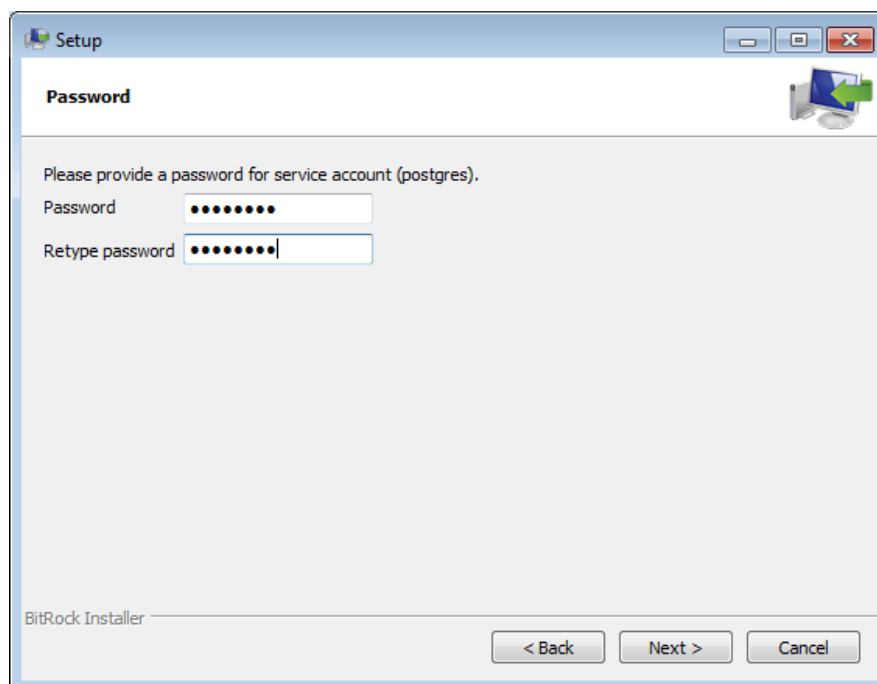 Setup
Password
Please provide a password for service account (postgres).
Password ••••••••
Retype password ••••••••
BitRock Installer
< Back Next > Cancel